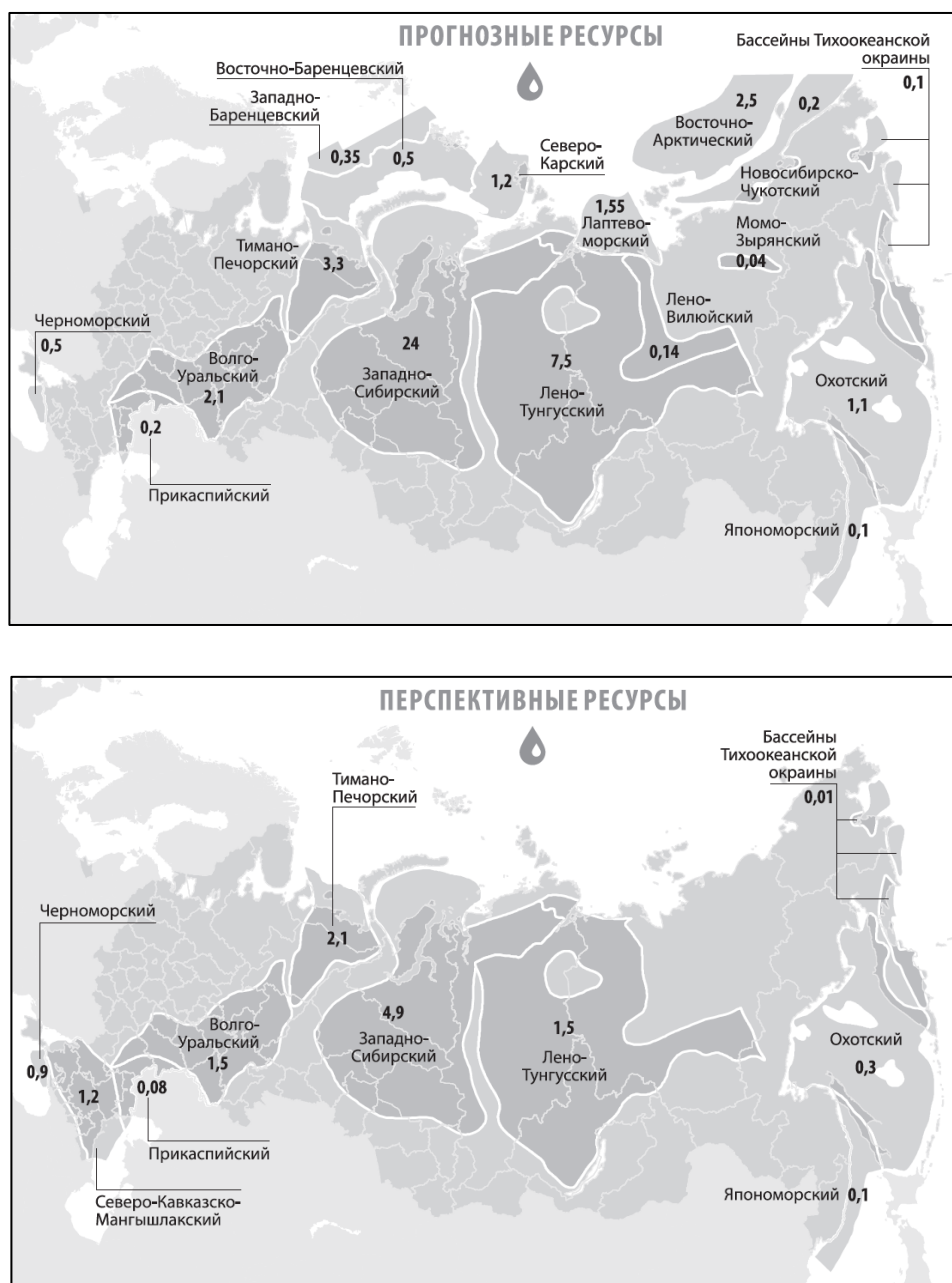 ПРОГНОЗНЫЕ РЕСУРСЫ
Бассейны Тихоокеанской
окраины
0,1
Восточно-Баренцевский
Западно-
Баренцевский
0,35
0,5
Северо-
Карский
1,2
2,5
Восточно-
Арктический
0,2
Новосибирско-
Чукотский
1,55
Лаптево-
морский
Момо-
Зырянский
0,04
Тимано-
Печорский
3,3
Лено-
Вилюйский
0,14
Черноморский
0,5
Волго-
Уральский
2,1
24
Западно-
Сибирский
7,5
Лено-
Тунгусский
Охотский
1,1
0,2
Прикаспийский
Япономорский 0,1
ПЕРСПЕКТИВНЫЕ РЕСУРСЫ
Бассейны
Тихоокеанской
окраины
0,01
Тимано-
Печорский
2,1
Черноморский
0,9
Волго-
Уральский
1,5
4,9
Западно-
Сибирский
1,5
Лено-
Тунгусский
Охотский
0,3
1,2
0,08
Прикаспийский
Северо-Кавказско-
Мангышлакский
Япономорский 0,1